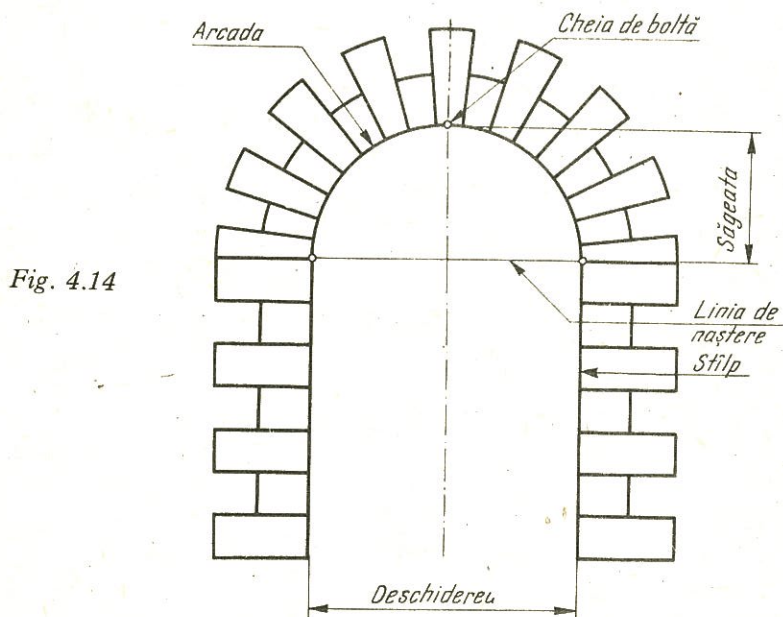 Arcada
Cheia de boltă
Săgeata
Fig. 4.14
Linia de
naștere
Stîlp
Deschiderea